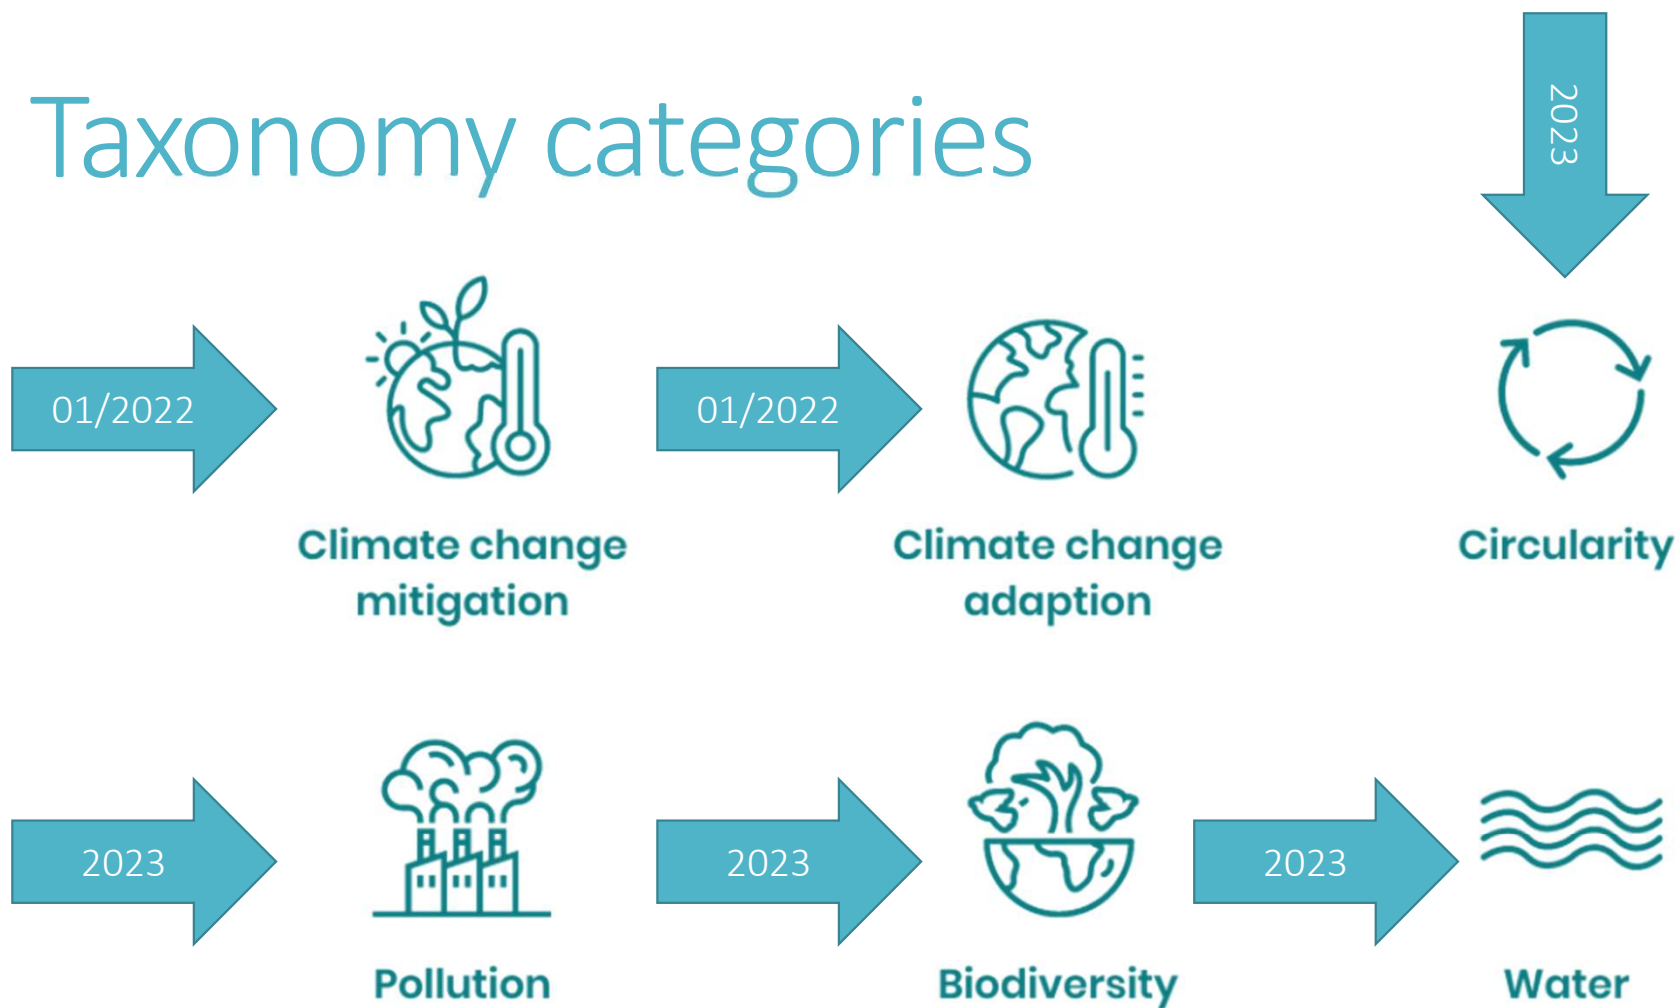 Taxonomy categories
2023
01/2022
01/2022
Climate change
mitigation
Climate change
adaption
Circularity
2023
2023
2023
Pollution
Biodiversity
Water